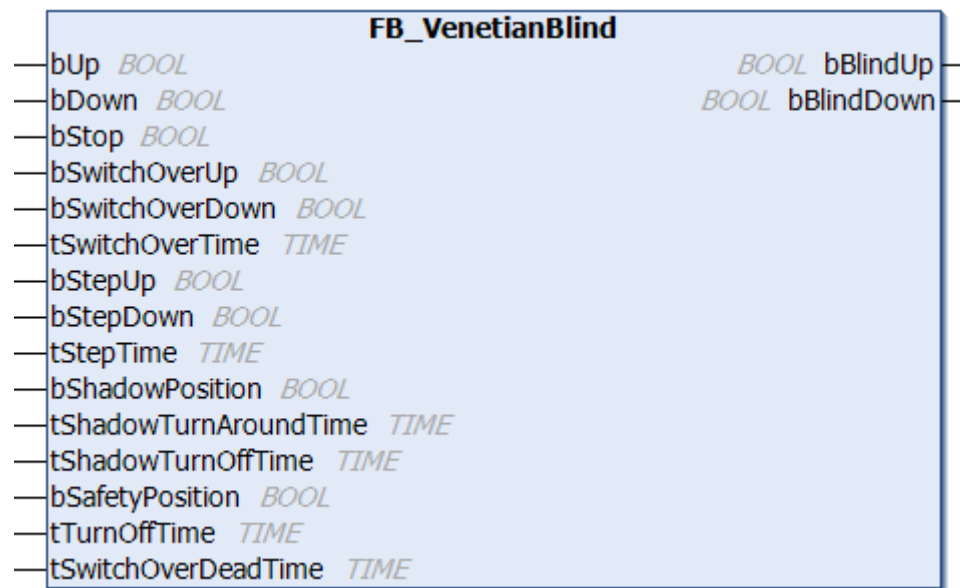 FB_VenetianBlind
bUp BOOL BOOL bBlindUp
bDown BOOL BOOL bBlindDown
bStop BOOL
bSwitchOverUp BOOL
bSwitchOverDown BOOL
tSwitchOverTime TIME
bStepUp BOOL
bStepDown BOOL
tStepTime TIME
bShadowPosition BOOL
tShadowTurnAroundTime TIME
tShadowTurnOffTime TIME
bSafetyPosition BOOL
tTurnOffTime TIME
tSwitchOverDeadTime TIME